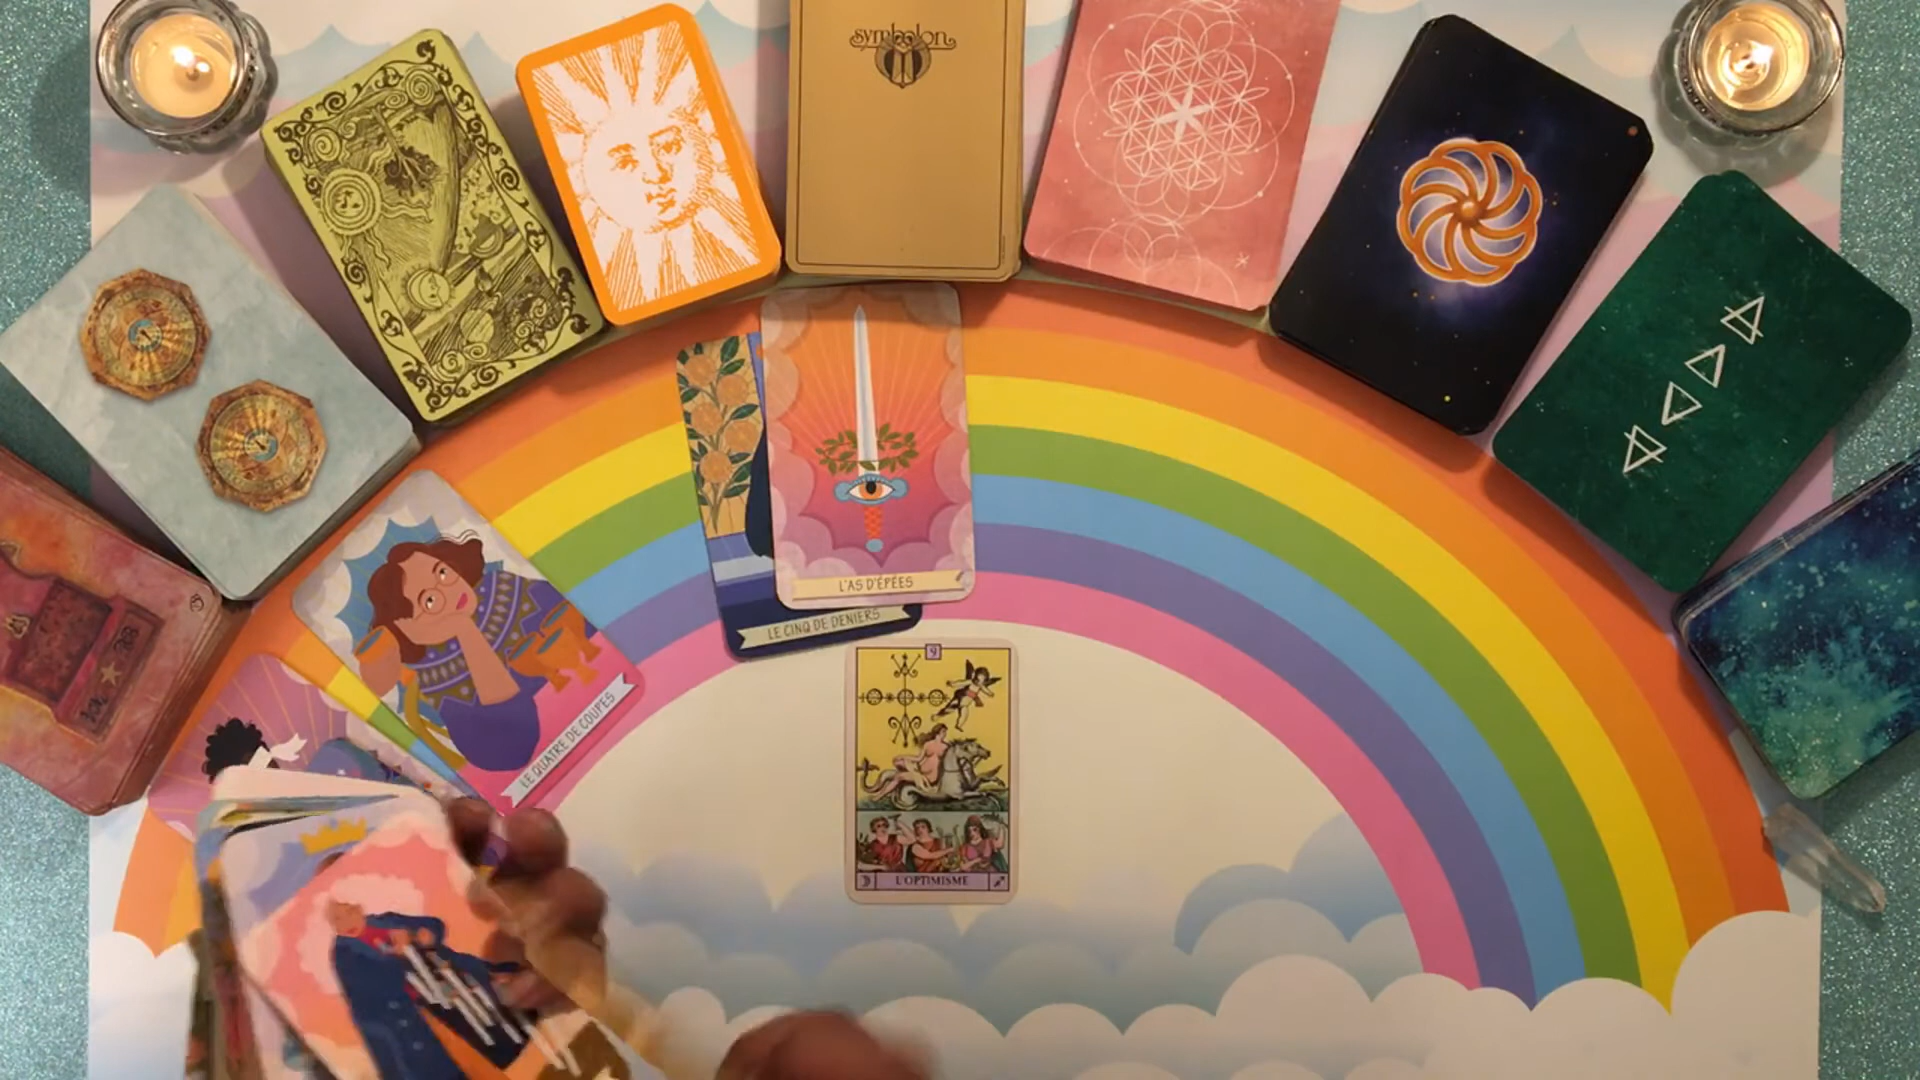 symbolon
L'AS D'ÉPÉES
LE CINQ DE DENIERS
LE QUATRE DE COUPES
9
L'OPTIMISME